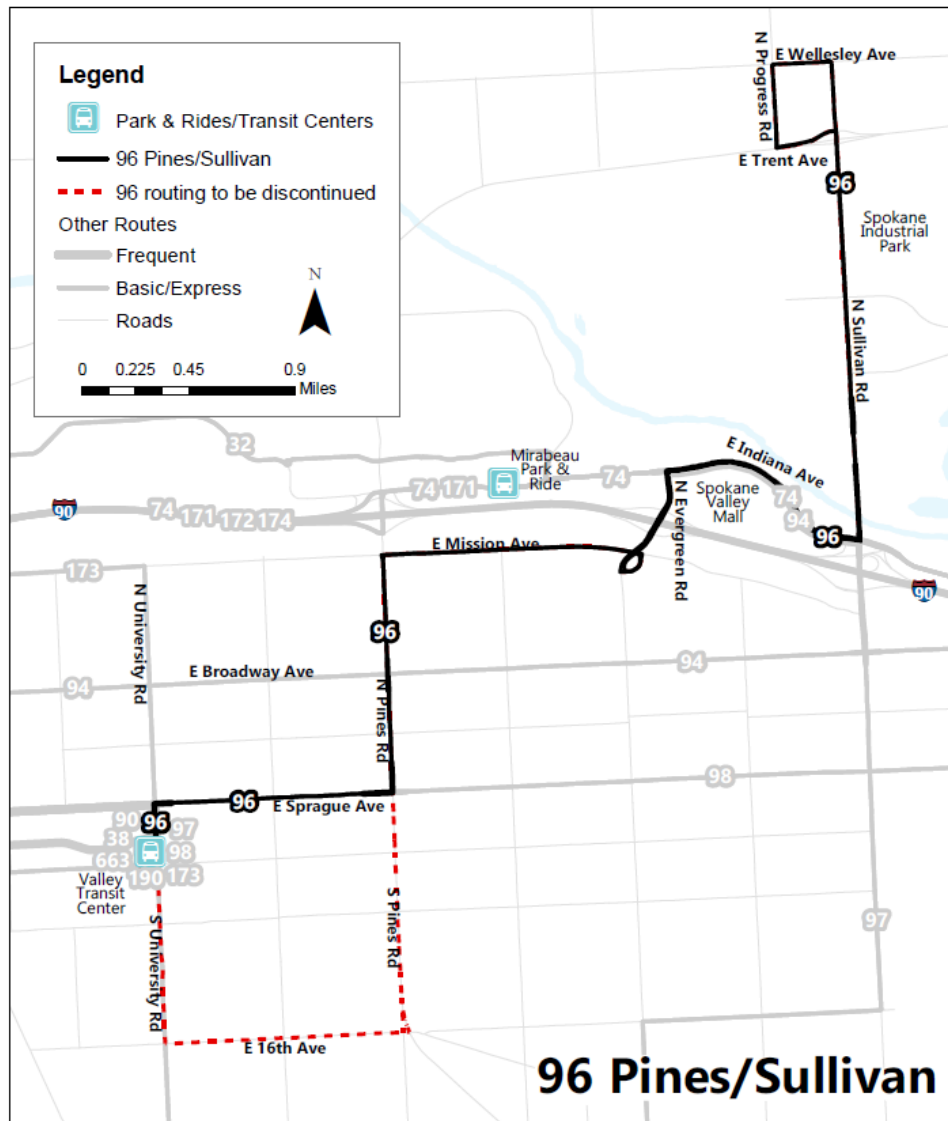 Legend
Park & Rides/Transit Centers
96 Pines/Sullivan
96 routing to be discontinued
Other Routes
Frequent
Basic/Express
Roads
N
0 0.225 0.45 0.9
Miles
E Wellesley Ave
N Progress Rd
E Trent Ave
96
Spokane
Industrial
Park
N Sullivan Rd
32
Mirabeau
Park &
Ride
E Indiana Ave
74
171
74
90
74
171
172
174
N Evergreen Rd
Spokane
Valley
Mall
74
94
96
E Mission Ave
173
90
N University Rd
96
E Broadway Ave
94
94
N Pines Rd
98
96
E Sprague Ave
90
96
97
38
98
663
190
173
Valley
Transit
Center
S University Rd
S Pines Rd
97
E 16th Ave
96 Pines/Sullivan